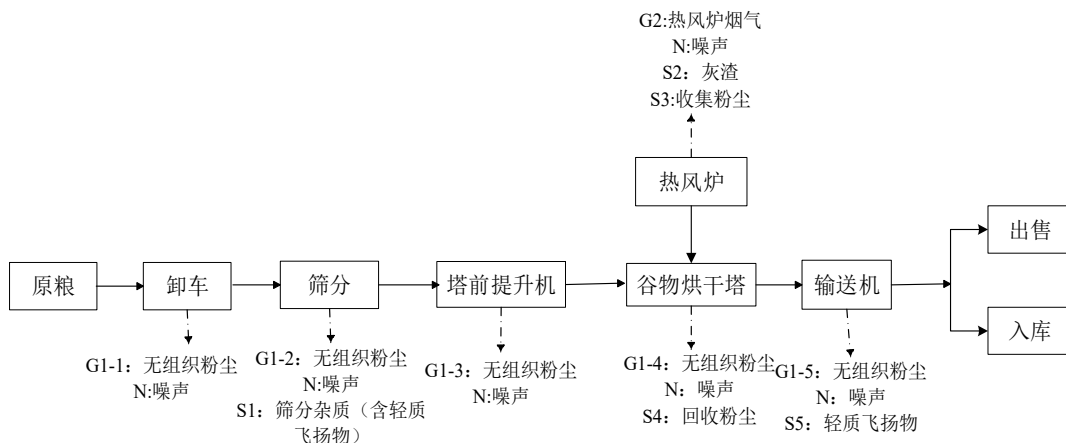 G2:热风炉烟气
N:噪声
S2：灰渣
S3:收集粉尘
热风炉
出售
原粮
卸车
筛分
塔前提升机
谷物烘干塔
输送机
入库
G1-1：无组织粉尘
N:噪声
G1-2：无组织粉尘
N:噪声
S1：筛分杂质（含轻质
飞扬物）
G1-3：无组织粉尘
N:噪声
G1-4：无组织粉尘
N：噪声
S4：回收粉尘
G1-5：无组织粉尘
N：噪声
S5：轻质飞扬物